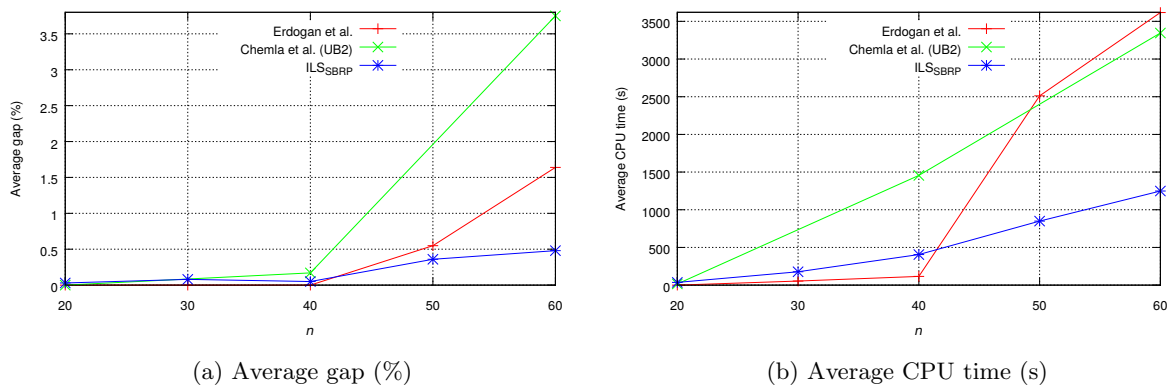 3.5
3
2.5
2
1.5
1
0.5
0
20
30
40
50
60
Average gap (%)
n
Erdogan et al.
Chemla et al. (UB2)
ILSSBRP
(a) Average gap (%)
3500
3000
2500
2000
1500
1000
500
0
20
30
40
50
60
Average CPU time (s)
n
Erdogan et al.
Chemla et al. (UB2)
ILSSBRP
(b) Average CPU time (s)